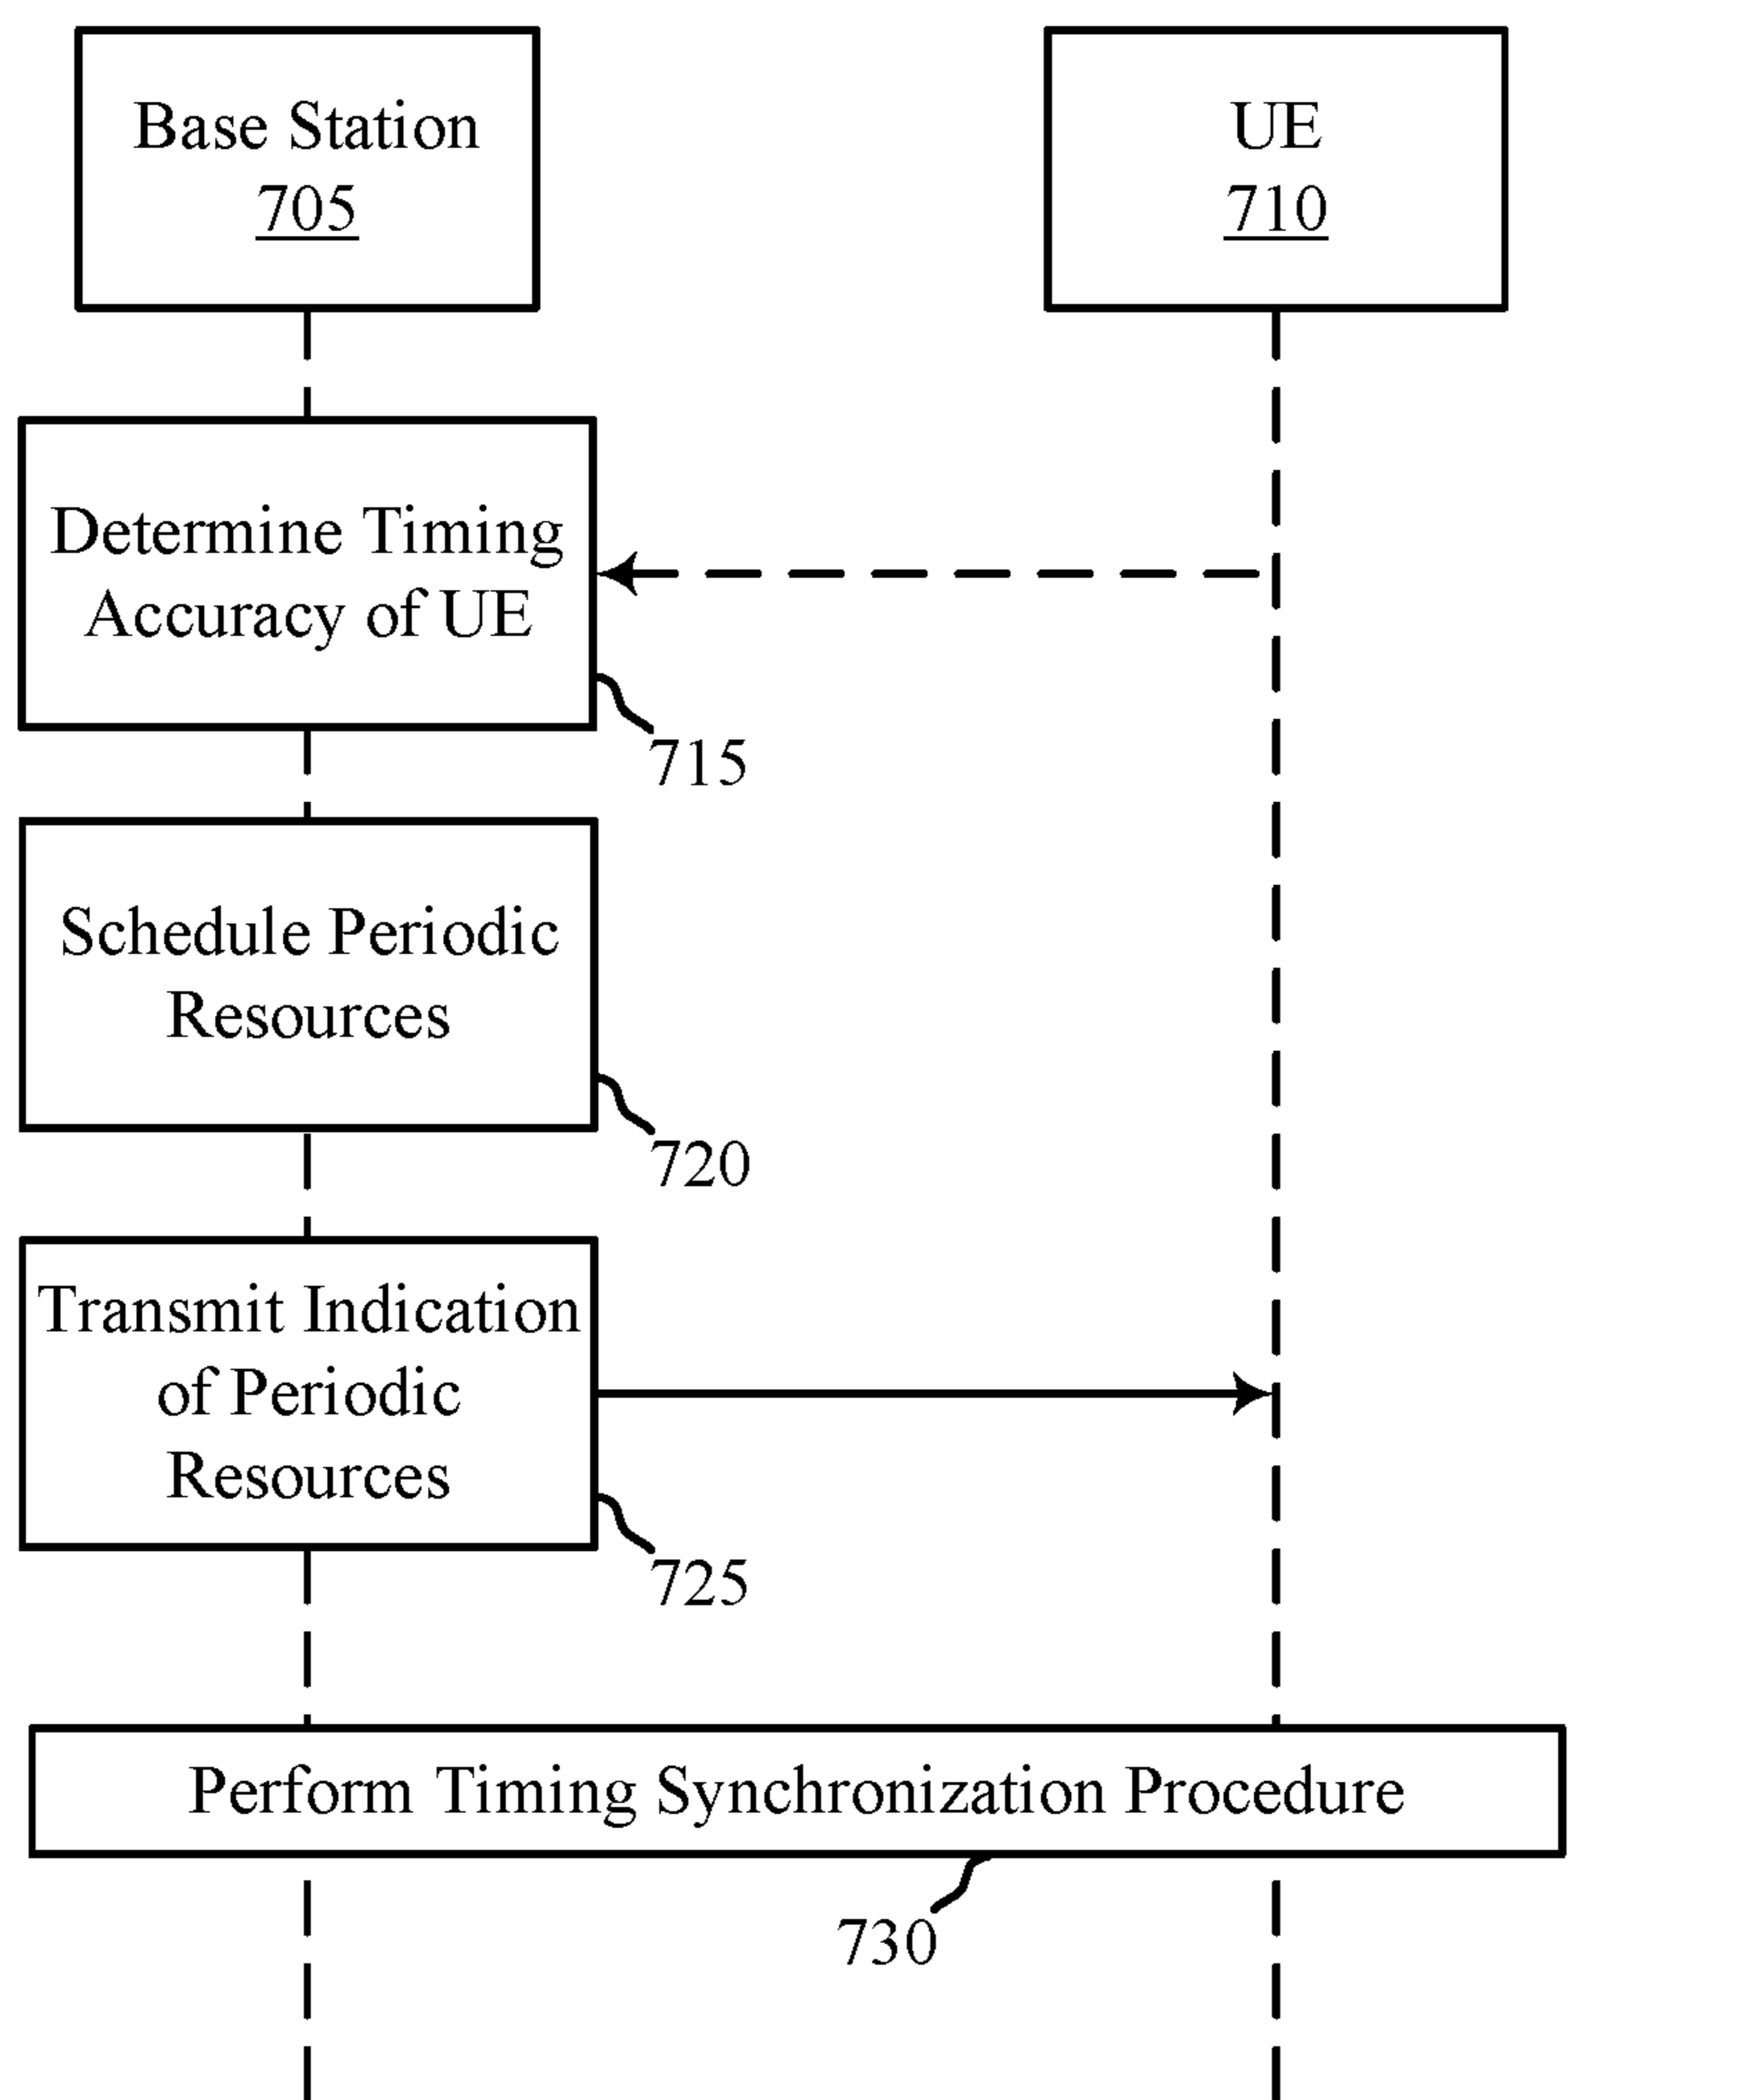 Base Station
705
UE
710
Determine Timing
Accuracy of UE
715
Schedule Periodic
Resources
720
Transmit Indication
of Periodic
Resources
725
Perform Timing Synchronization Procedure
730